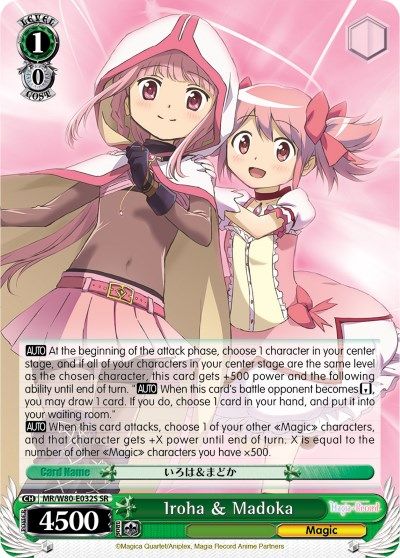 LEVEL
1
0
COST
AUTO At the beginning of the attack phase, choose 1 character in your center
stage, and if all of your characters in your center stage are the same level
as the chosen character, this card gets +500 power and the following
ability until end of turn. "AUTO When this card's battle opponent becomes [ ],
you may draw 1 card. If you do, choose 1 card in your hand, and put it into
your waiting room."
AUTO When this card attacks, choose 1 of your other «Magic» characters,
and that character gets +X power until end of turn. X is equal to the
number of other «Magic» characters you have ×500.
Card Name
いろは&まどか
CH MR/W80-E032S SR
POWER
4500
Iroha & Madoka
Magia Record
Magic
©Magica Quartet/Aniplex, Magia Record Anime Partners